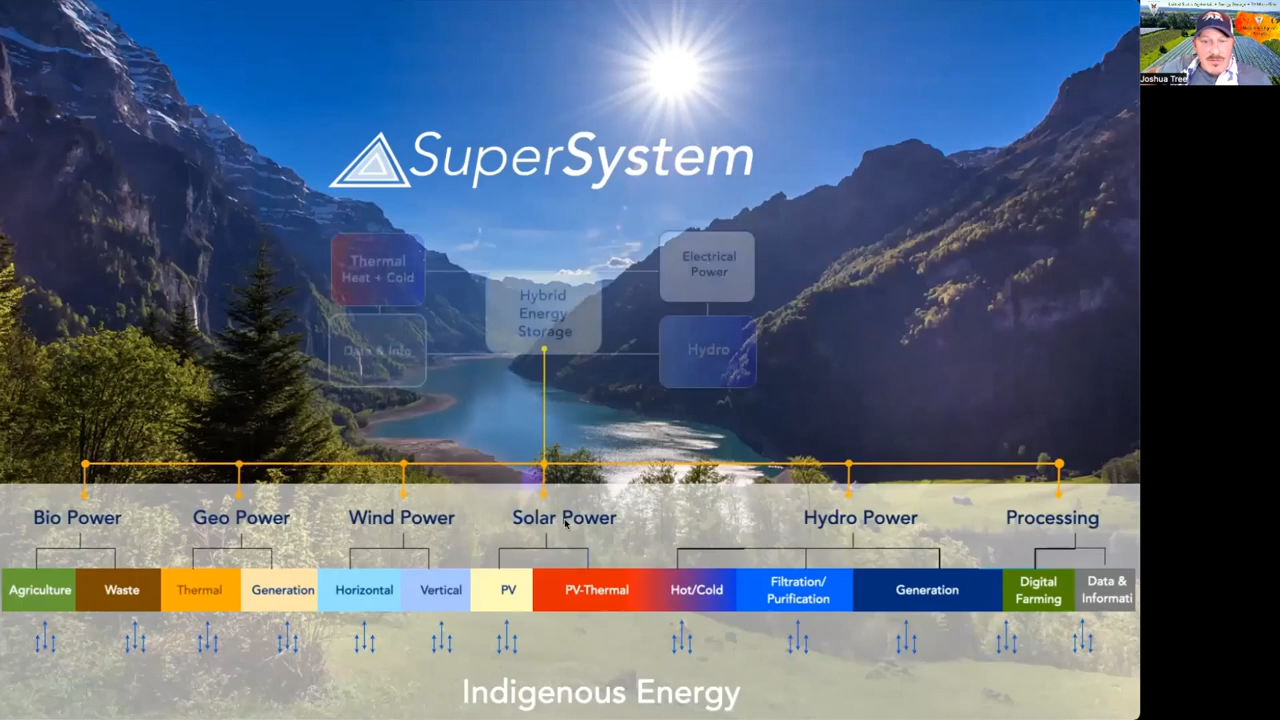 Joshua Tree
SuperSystem
Thermal
Heat + Cold
Electrical
Power
Hybrid
Energy
Storage
Data & Info
Hydro
Bio Power
Geo Power
Wind Power
Solar Power
Hydro Power
Processing
Agriculture
Waste
Thermal
Generation
Horizontal
Vertical
PV
PV-Thermal
Hot/Cold
Filtration/
Purification
Generation
Digital
Farming
Data &
Informati
Indigenous Energy